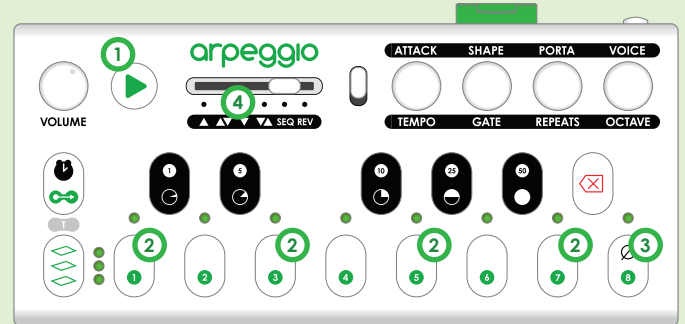 arpeggio
1
ATTACK SHAPE PORTA VOICE
VOLUME
4
SEQ REV
TEMPO GATE REPEATS OCTAVE
1 5 10 25 50
T
2 2 2 2 3
Ø
1 2 3 4 5 6 7 8